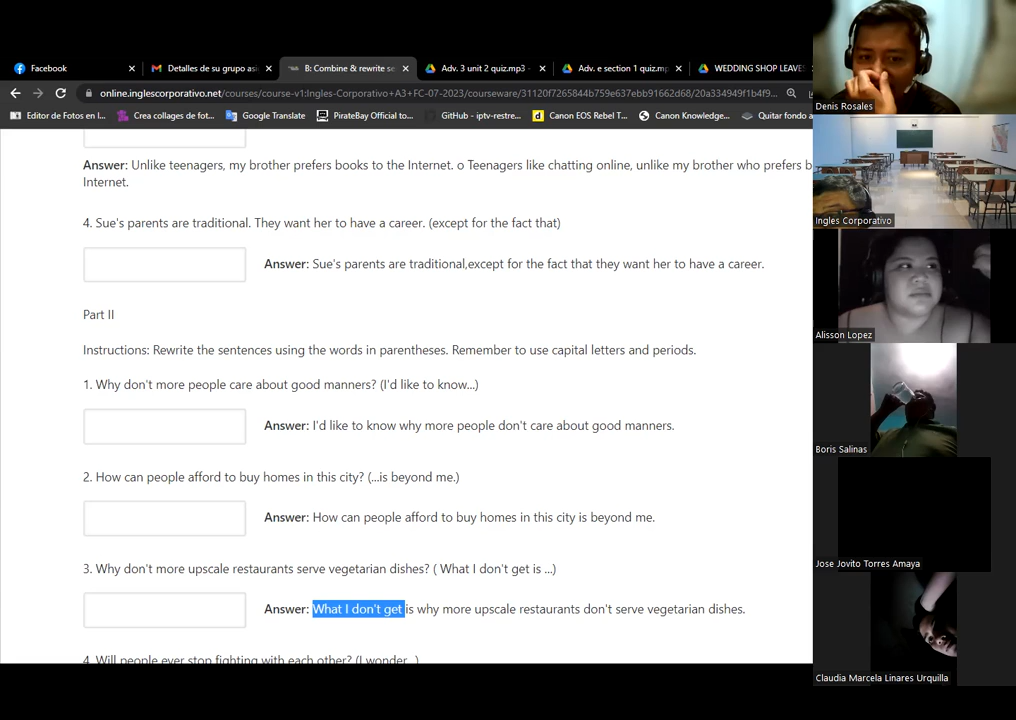 Facebook
Detalles de su grupo asi
B: Combine & rewrite se
Adv. 3 unit 2 quiz.mp3 -
Adv. e section 1 quiz.mp
WEDDING SHOP LEAVE
online.inglescorporativo.net/courses/course-v1:Ingles-Corporativo+A3+FC-07-2023/courseware/31120f7265844b759e637ebb91662d68/20a334949f1b4f9...
Editor de Fotos en l...
Crea collages de fot...
Google Translate
PirateBay Official to...
GitHub - iptv-restre...
Canon EOS Rebel T...
Canon Knowledge...
Quitar fondo a
Answer: Unlike teenagers, my brother prefers books to the Internet. o Teenagers like chatting online, unlike my brother who prefers b
Internet.
4. Sue's parents are traditional. They want her to have a career. (except for the fact that)
Answer: Sue's parents are traditional,except for the fact that they want her to have a career.
Part II
Instructions: Rewrite the sentences using the words in parentheses. Remember to use capital letters and periods.
1. Why don't more people care about good manners? (I'd like to know...)
Answer: I'd like to know why more people don't care about good manners.
2. How can people afford to buy homes in this city? (...is beyond me.)
Answer: How can people afford to buy homes in this city is beyond me.
3. Why don't more upscale restaurants serve vegetarian dishes? ( What I don't get is ...)
Answer: What I don't get is why more upscale restaurants don't serve vegetarian dishes.
4. Will people ever stop fighting with each other? (I wonder...)
Denis Rosales
Ingles Corporativo
Alisson Lopez
Boris Salinas
Jose Jovito Torres Amaya
Claudia Marcela Linares Urquilla